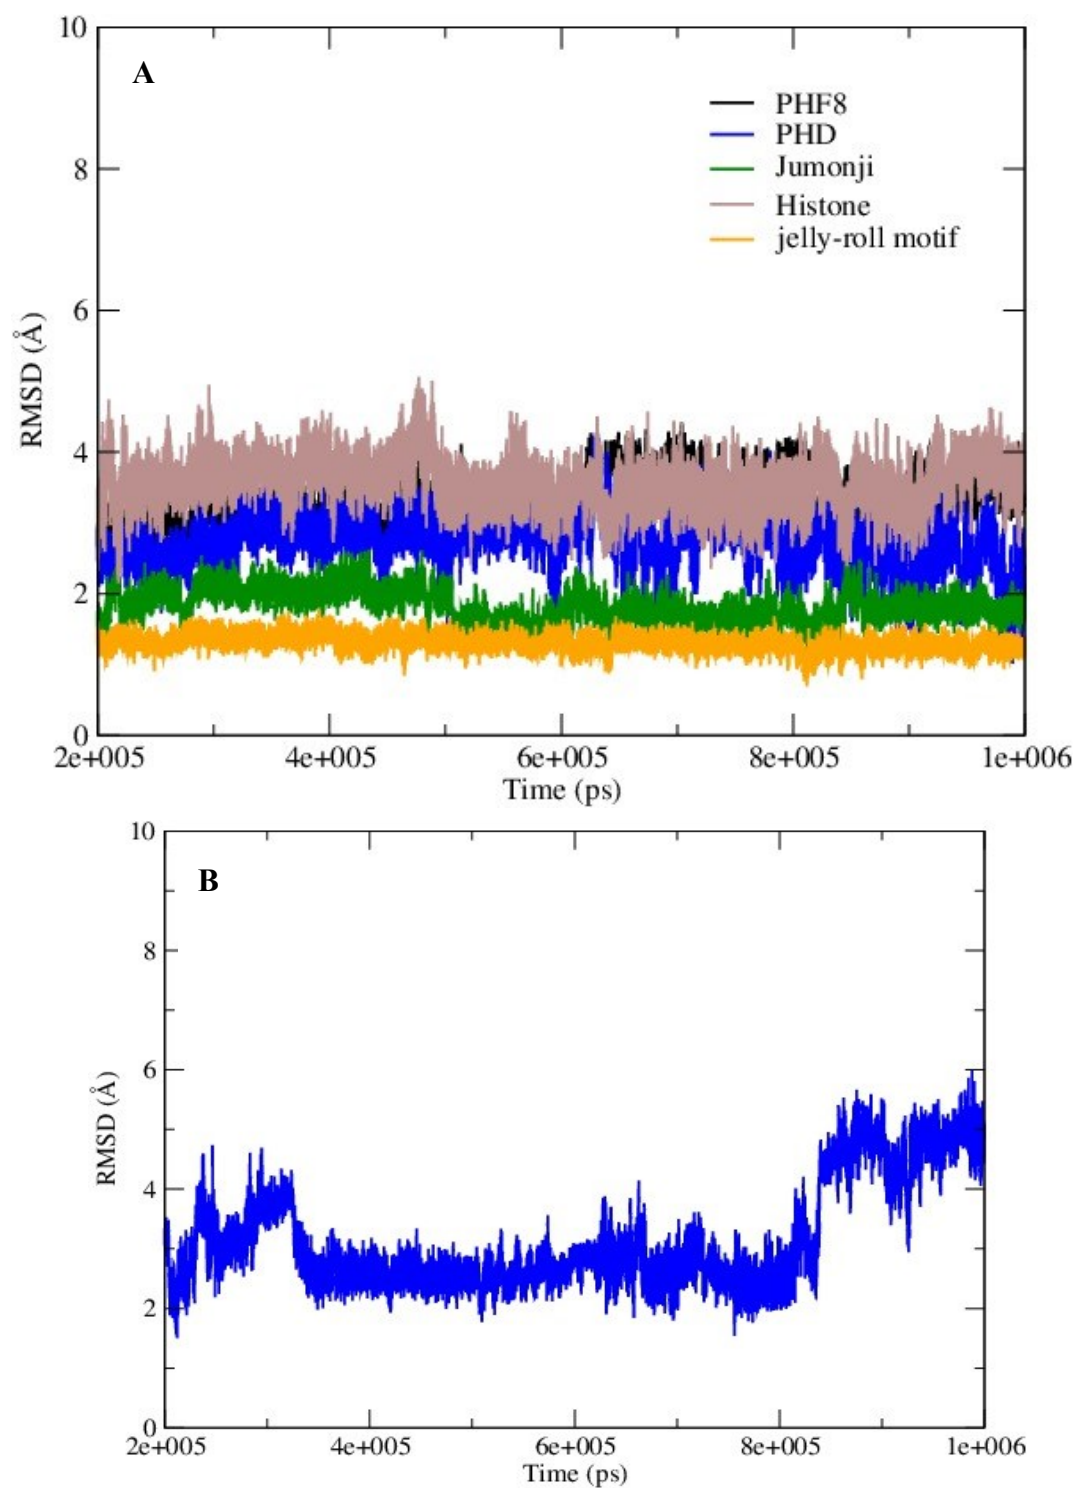 A
10
8
6
4
2
0
RMSD (Å)
PHF8
PHD
Jumonji
Histone
jelly-roll motif
2e+005 4e+005 6e+005 8e+005 1e+006
Time (ps)
B
10
8
6
4
2
0
RMSD (Å)
2e+005 4e+005 6e+005 8e+005 1e+006
Time (ps)